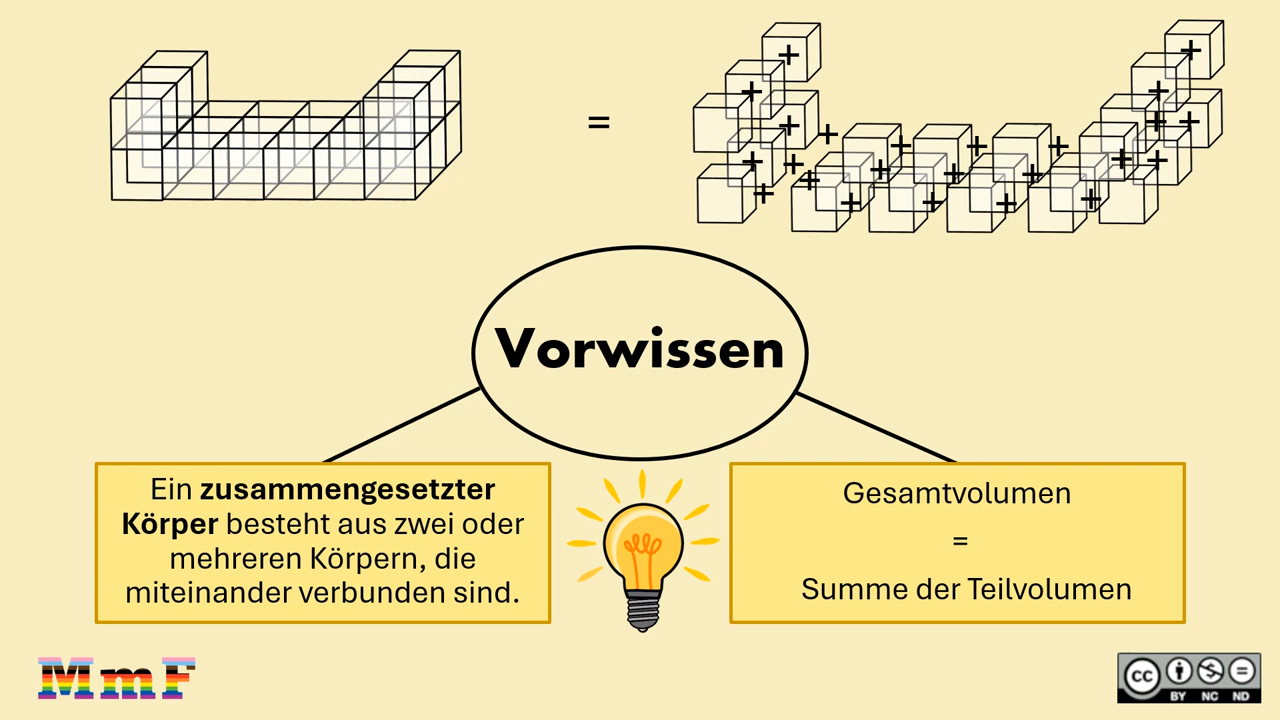 =
+ + + + + + + + + + + + + + + + + + + + + + + + +
Vorwissen
Ein zusammengesetzter
Körper besteht aus zwei oder
mehreren Körpern, die
miteinander verbunden sind.
Gesamtvolumen
=
Summe der Teilvolumen
MmF
cc
BY NC ND